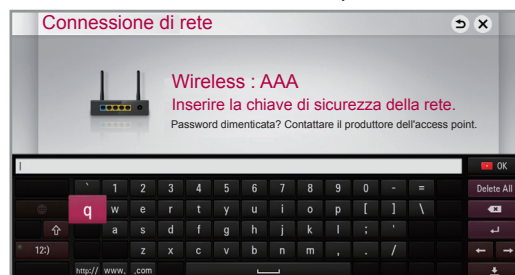 Connessione di rete
Wireless : AAA
Inserire la chiave di sicurezza della rete.
Password dimenticata? Contattare il produttore dell'access point.
OK
` 1 2 3 4 5 6 7 8 9 0 - = Delete All
q w e r t y u i o p [ ] \
a s d f g h j k l ; '
12:) z x c v b n m , . /
http:// www. .com